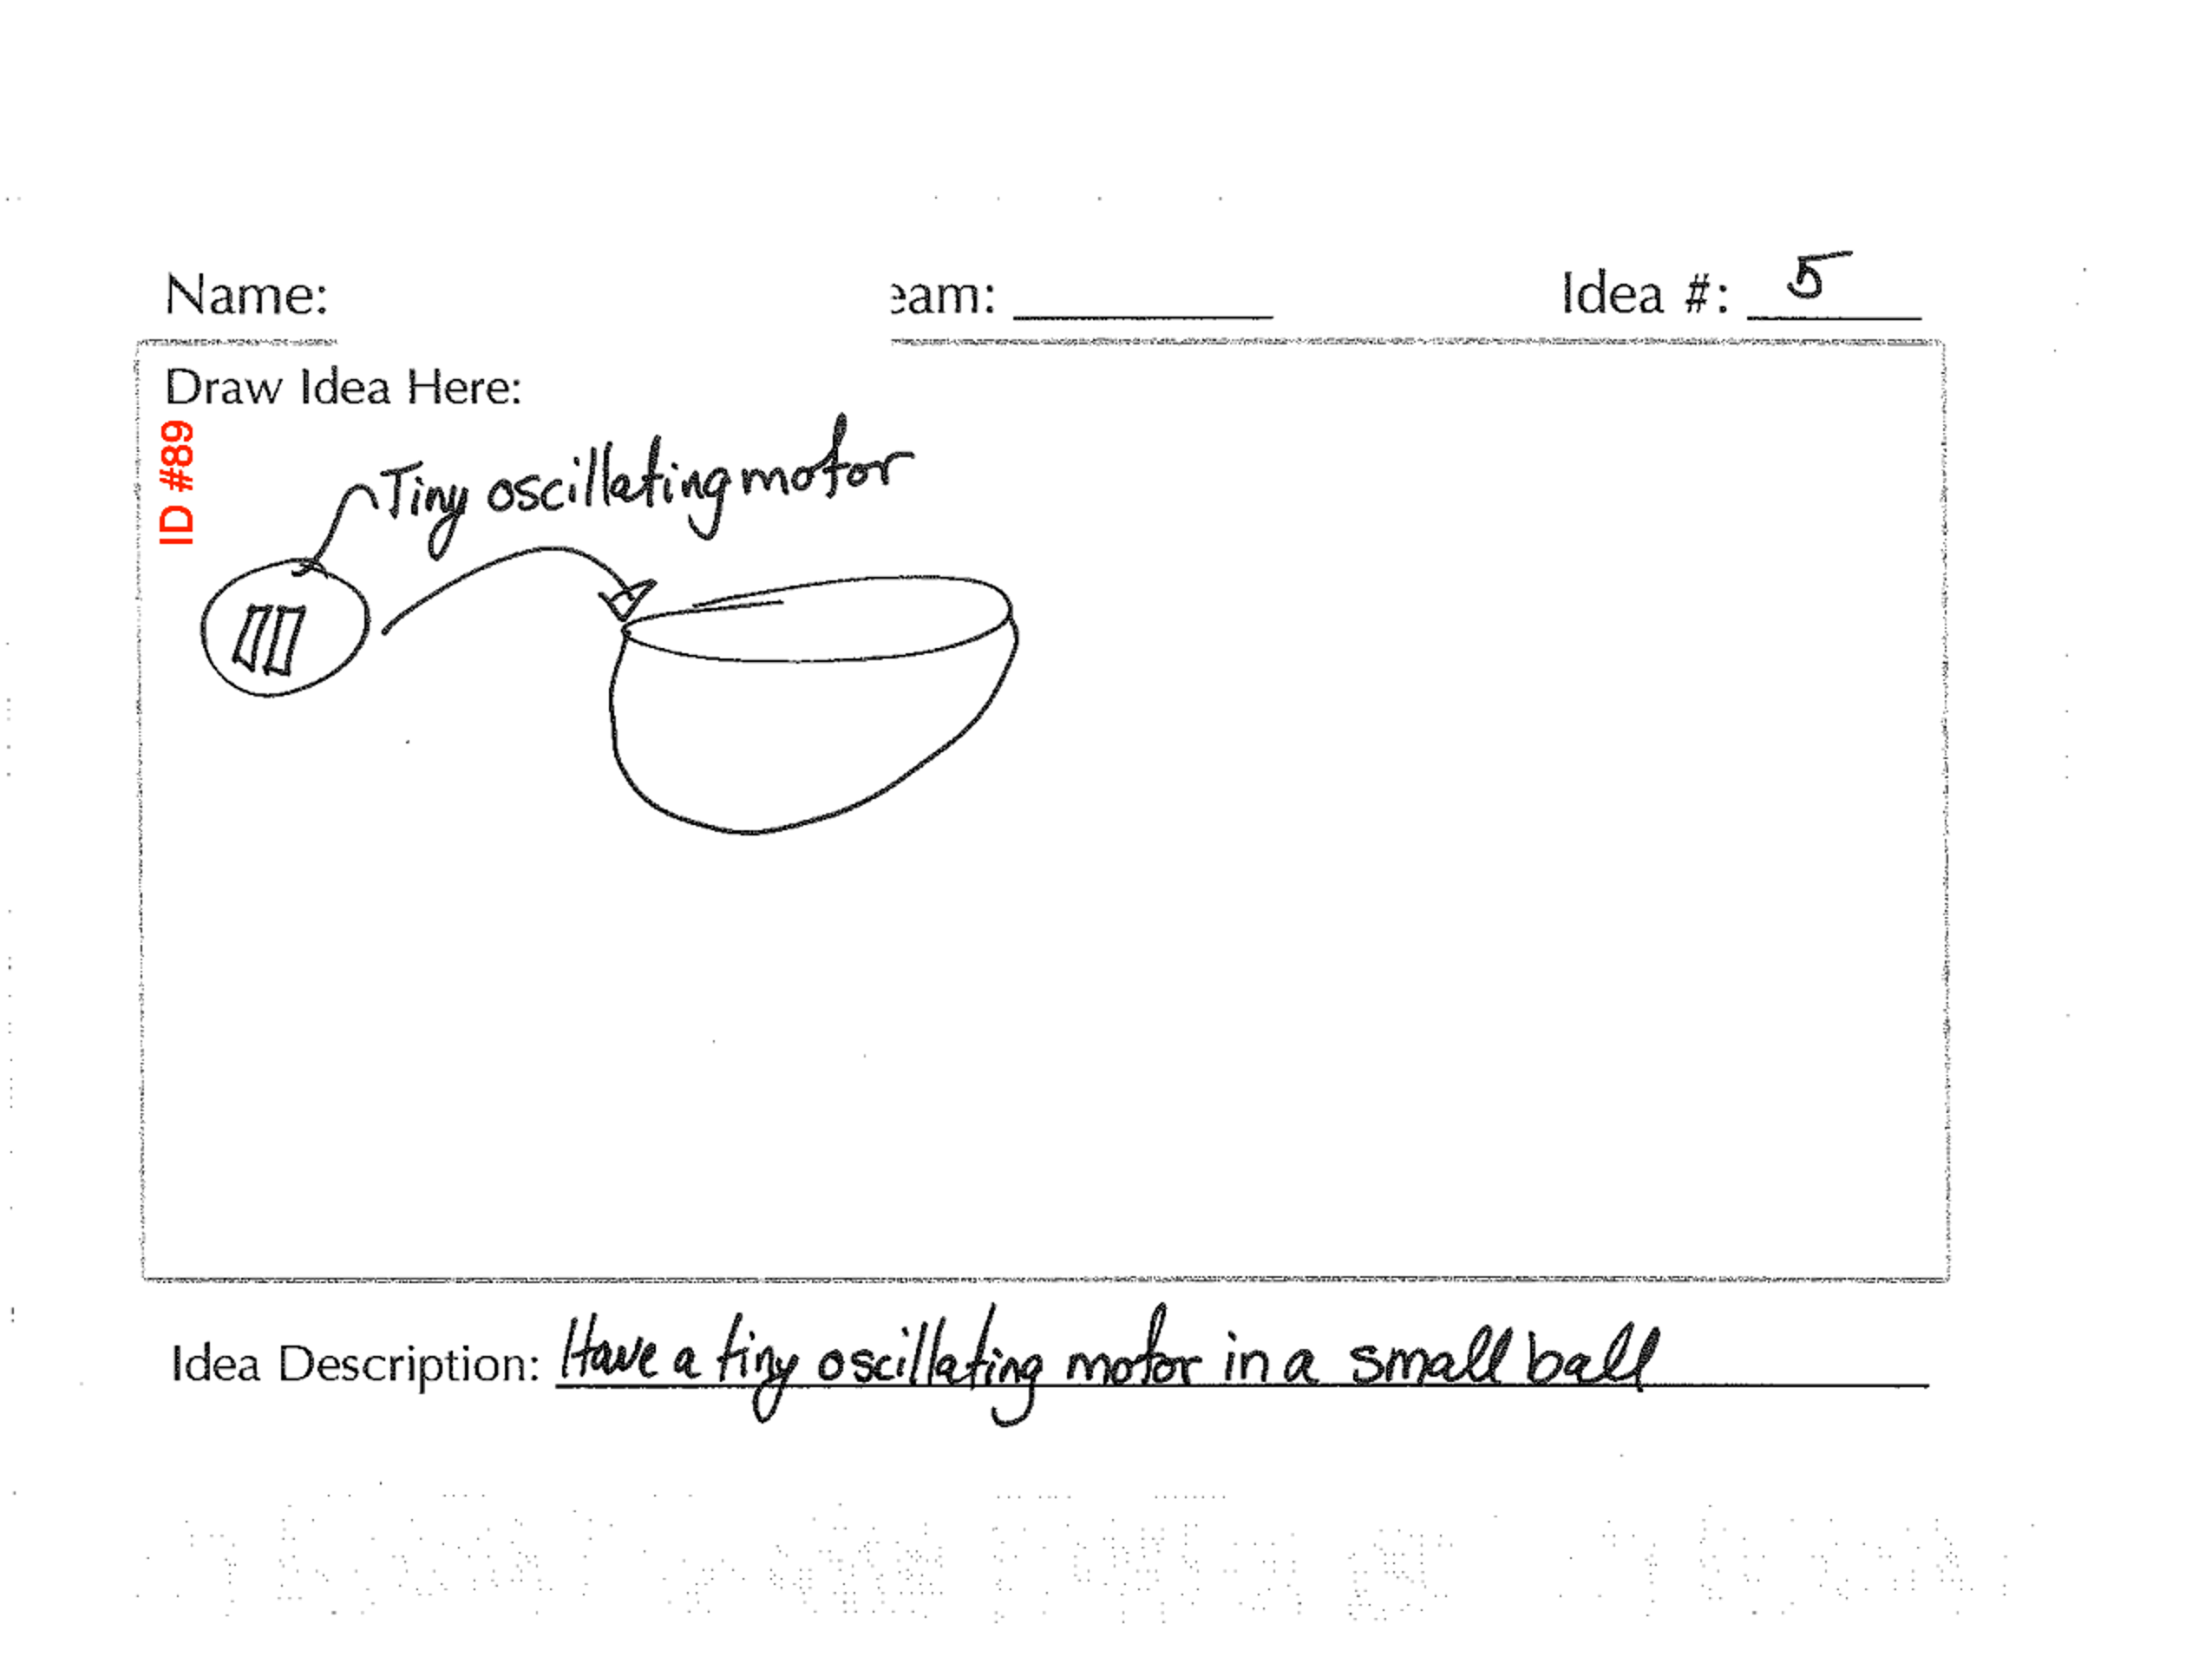 Name: eam: Idea #: 5
Draw Idea Here:
ID #89
Tiny oscillating motor
Idea Description: Have a tiny oscillating motor in a small ball